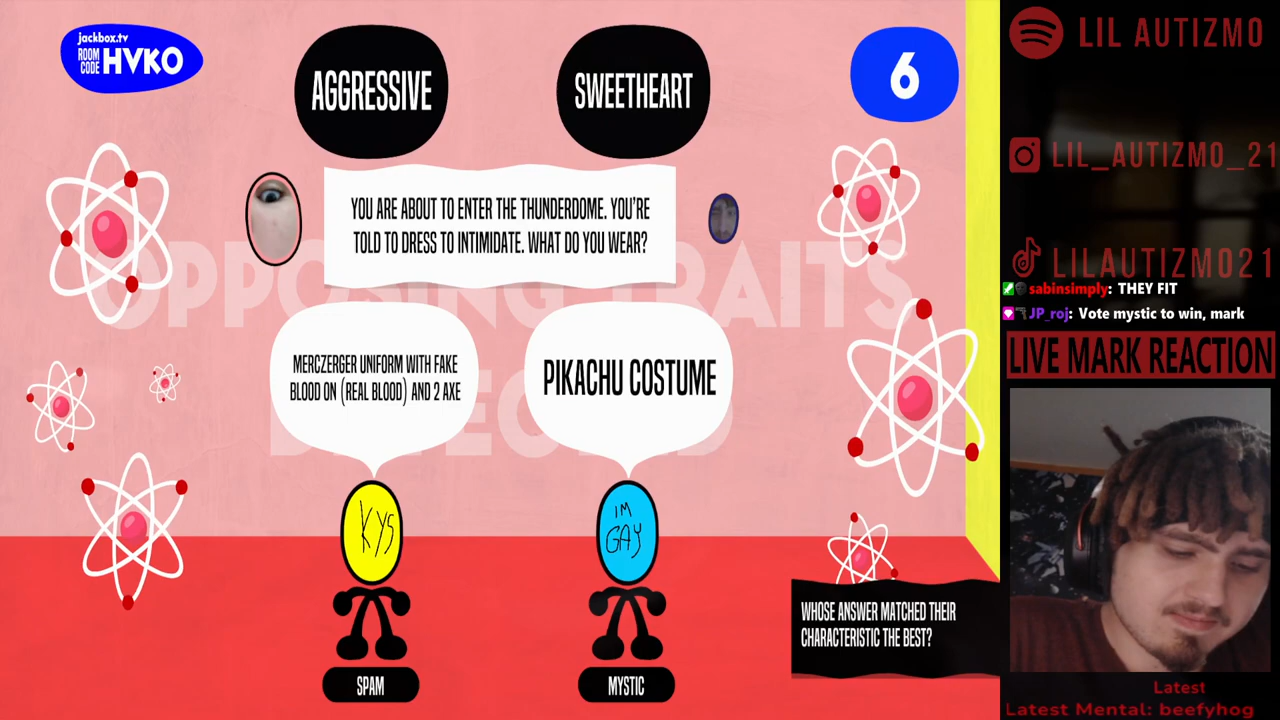 jackbox.tv
ROOM CODE HVKO
AGGRESSIVE
SWEETHEART
6
YOU ARE ABOUT TO ENTER THE THUNDERDOME. YOU'RE
TOLD TO DRESS TO INTIMIDATE. WHAT DO YOU WEAR?
OPPOSING TRAITS
MERCZERGER UNIFORM WITH FAKE
BLOOD ON (REAL BLOOD) AND 2 AXE
PIKACHU COSTUME
KYS
IM
GAY
SPAM
MYSTIC
WHOSE ANSWER MATCHED THEIR
CHARACTERISTIC THE BEST?
LIL AUTIZMO
LIL_AUTIZMO_21
LILAUTIZMO21
sabinsimply: THEY FIT
JP_roj: Vote mystic to win, mark
LIVE MARK REACTION
Latest
Latest Mental: beefyhog